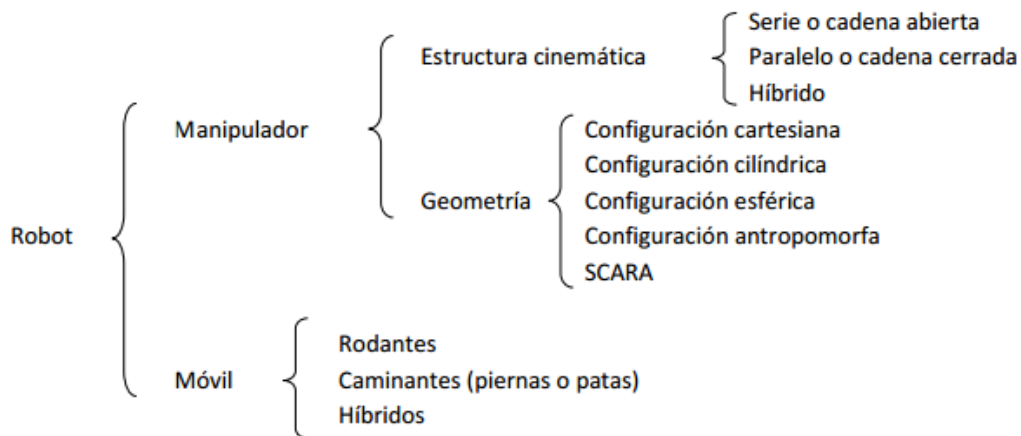 Robot
Manipulador
Estructura cinemática
Serie o cadena abierta
Paralelo o cadena cerrada
Híbrido
Geometría
Configuración cartesiana
Configuración cilíndrica
Configuración esférica
Configuración antropomorfa
SCARA
Móvil
Rodantes
Caminantes (piernas o patas)
Híbridos